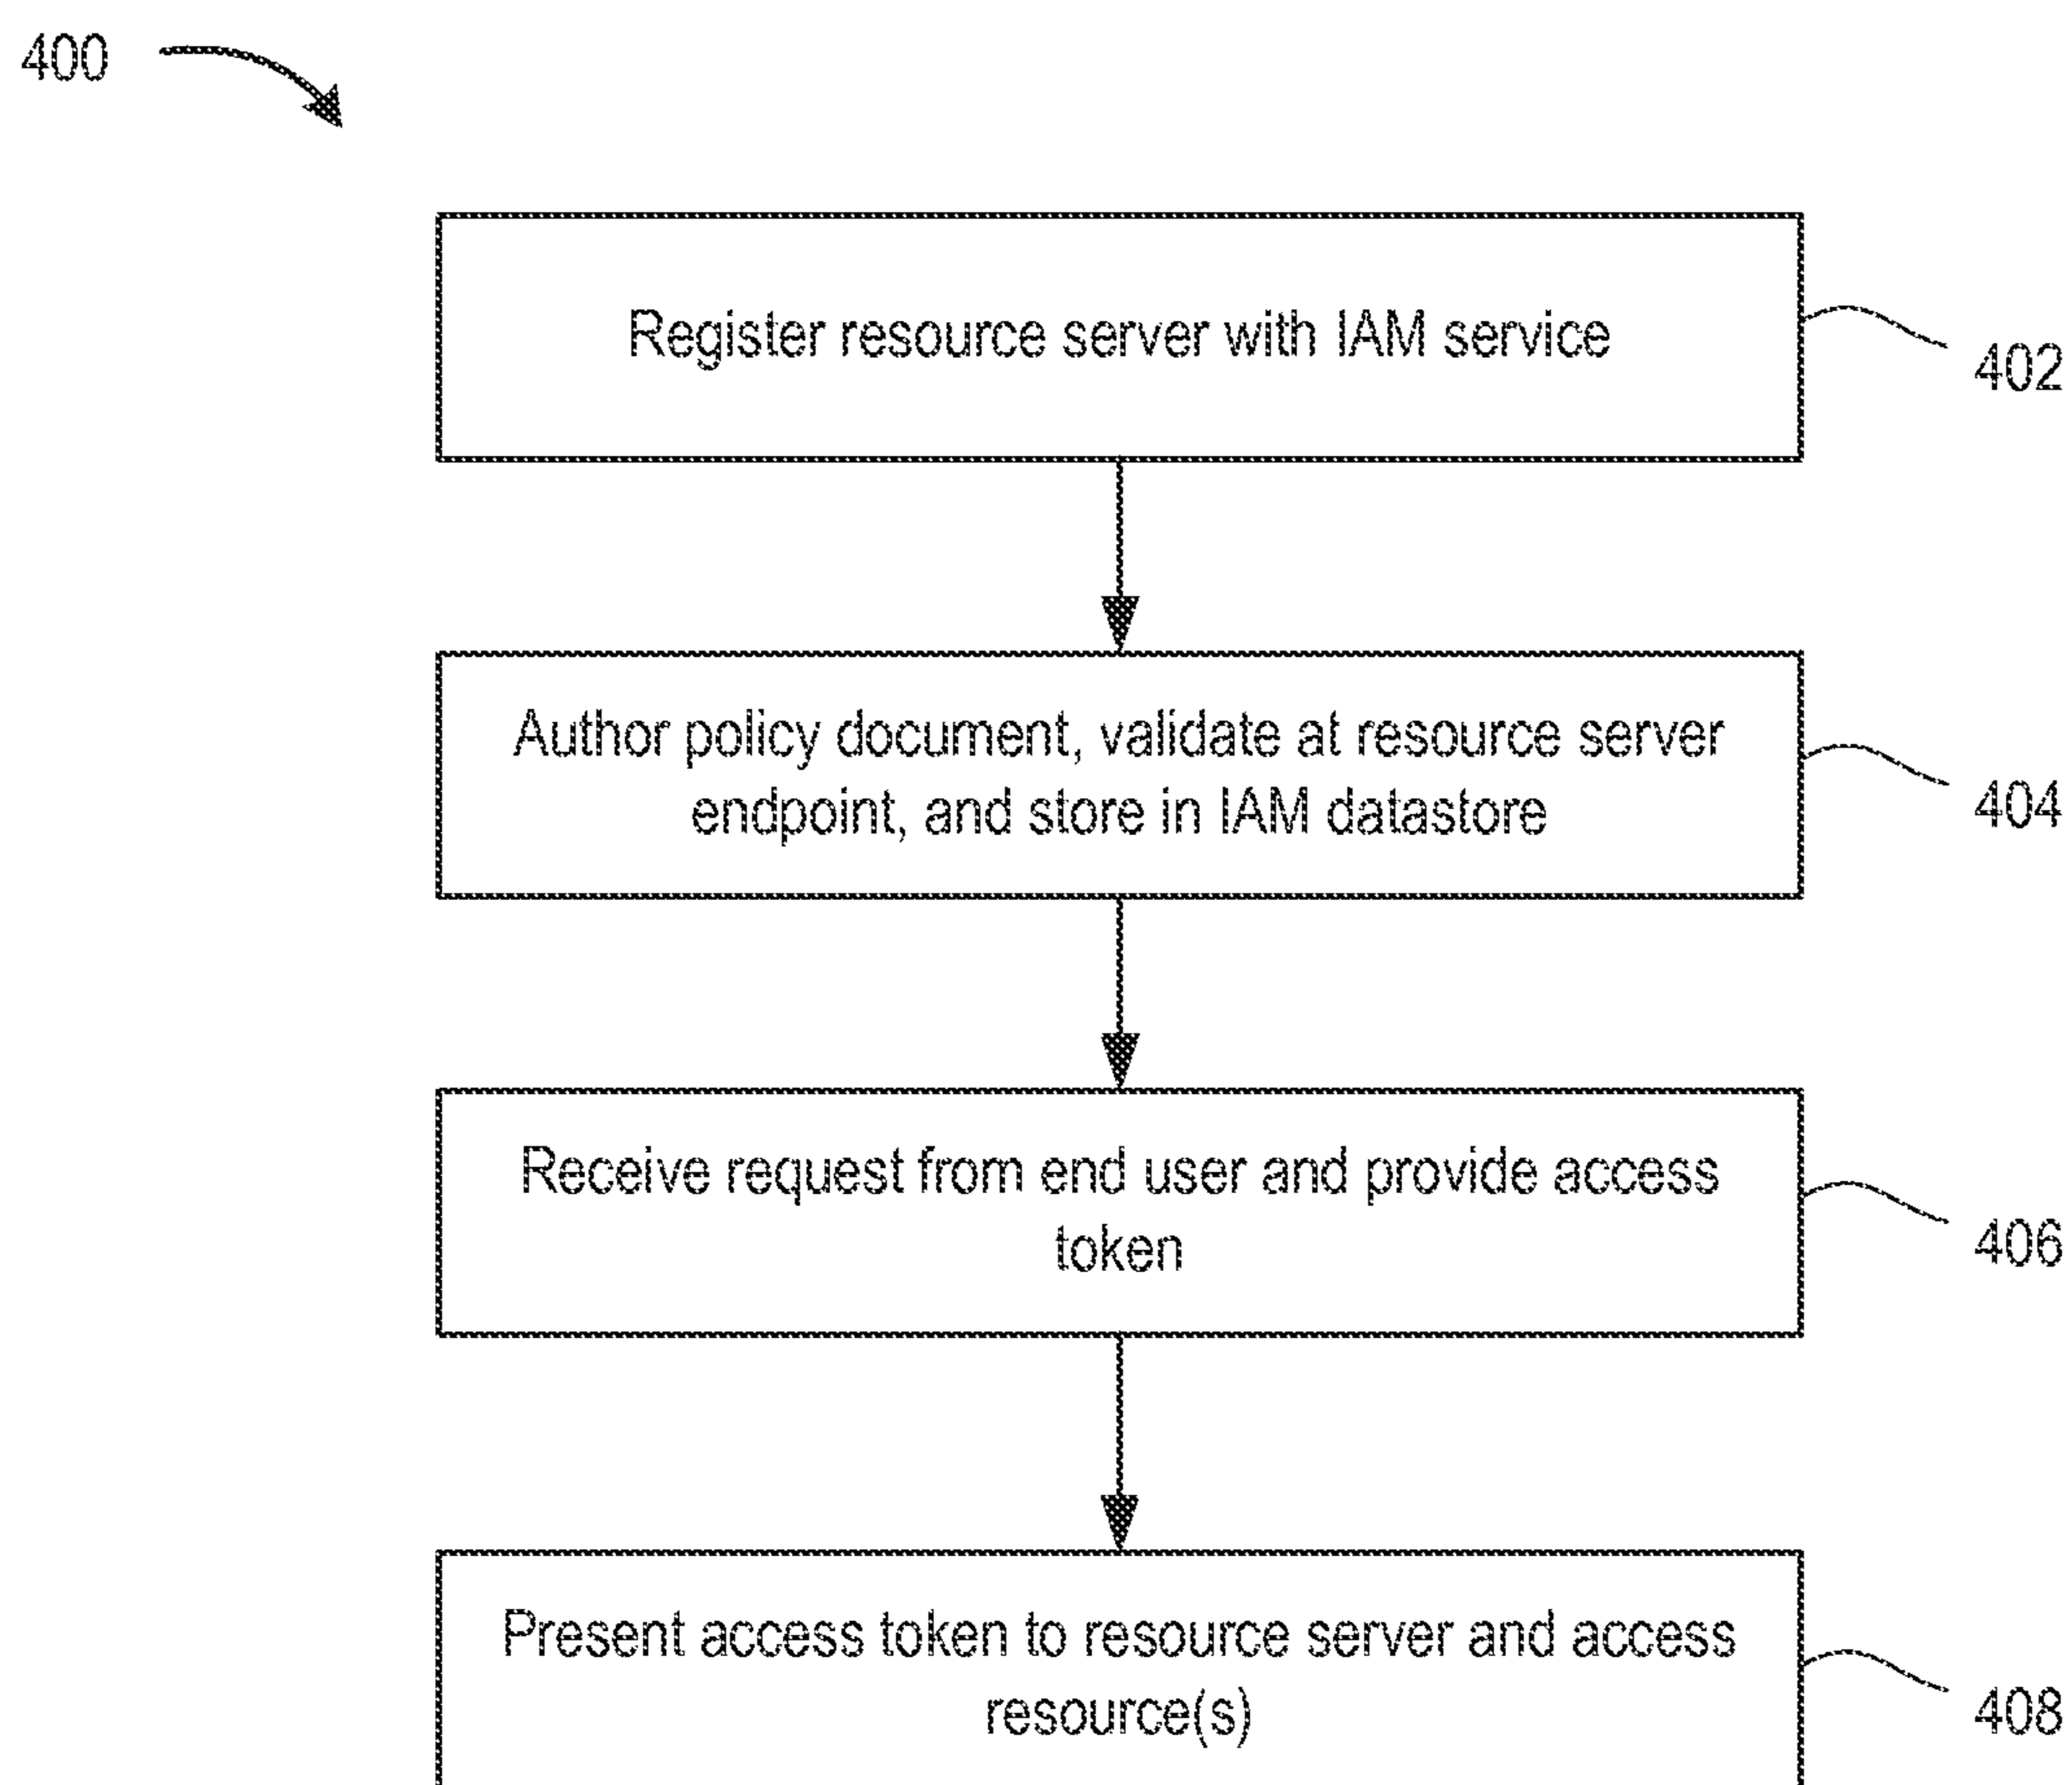 400
Register resource server with IAM service
402
Author policy document, validate at resource server
endpoint, and store in IAM datastore
404
Receive request from end user and provide access
token
406
Present access token to resource server and access
resource(s)
408